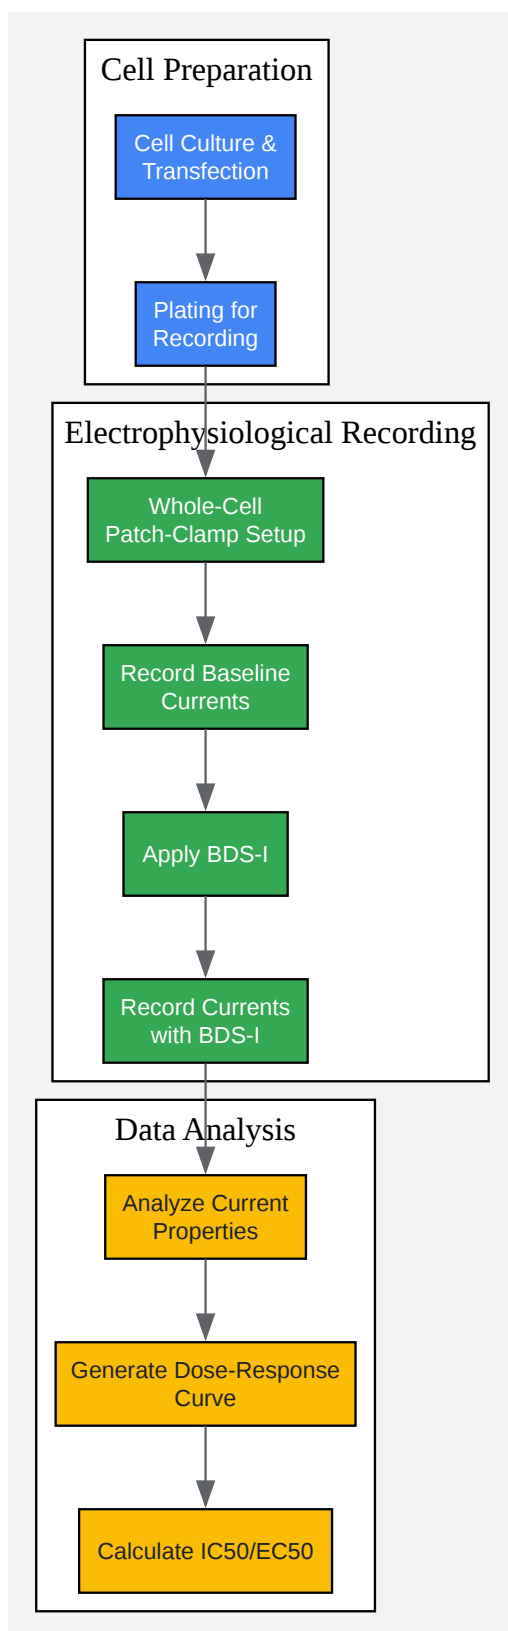 Cell Preparation
Cell Culture &
Transfection
Plating for
Recording
Electrophysiological Recording
Whole-Cell
Patch-Clamp Setup
Record Baseline
Currents
Apply BDS-I
Record Currents
with BDS-I
Data Analysis
Analyze Current
Properties
Generate Dose-Response
Curve
Calculate IC50/EC50